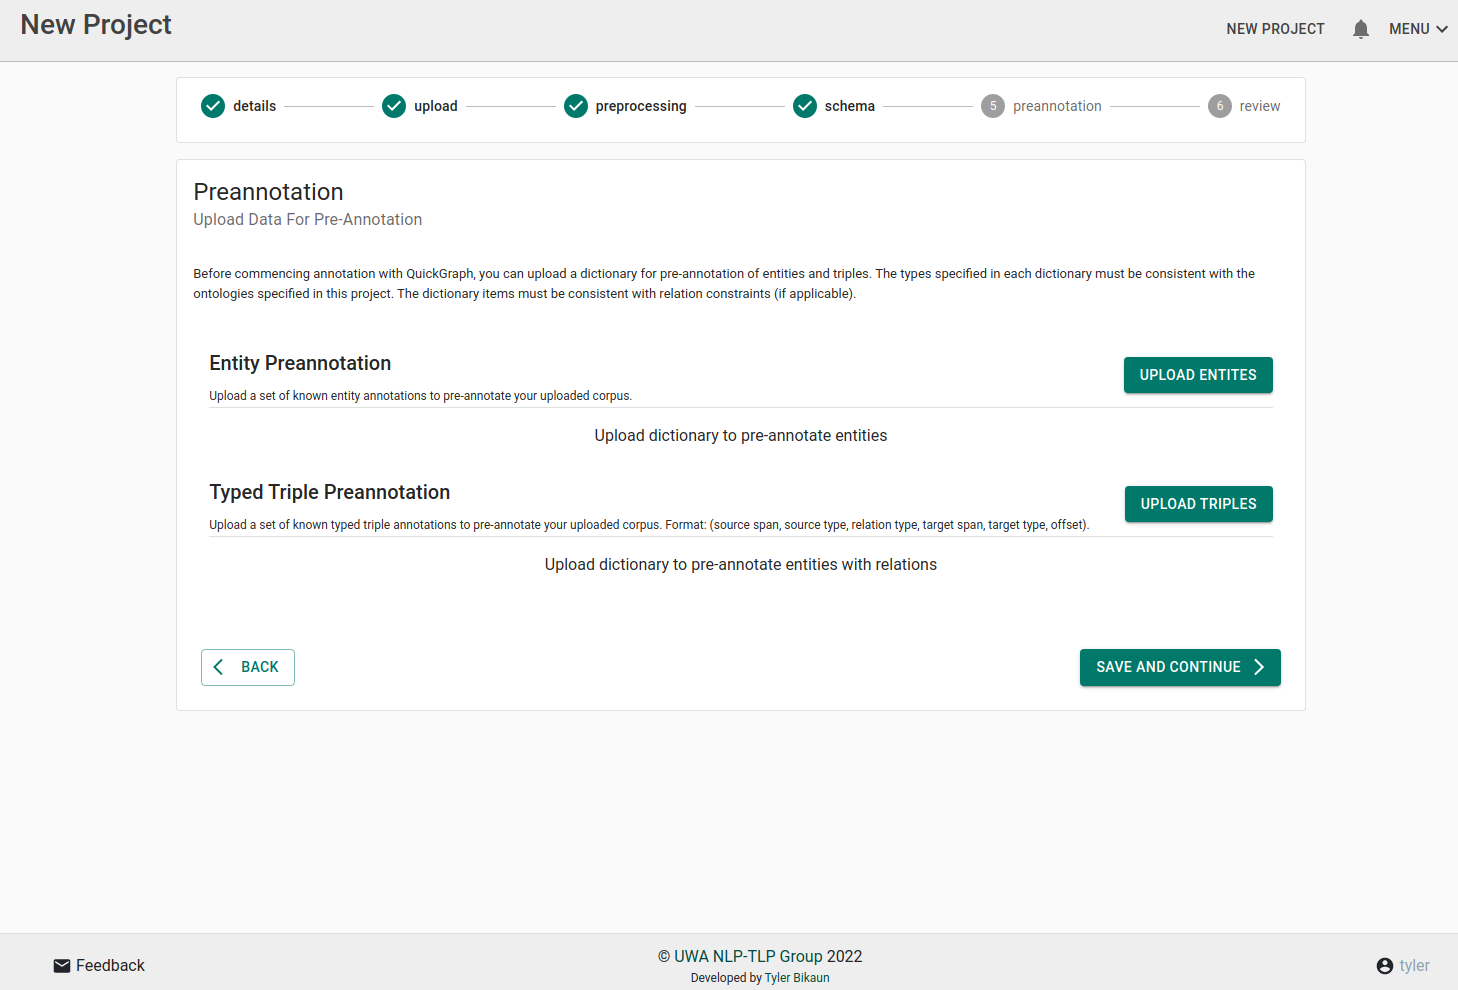 New Project
NEW PROJECT
MENU
details
upload
preprocessing
schema
5 preannotation
6 review
Preannotation
Upload Data For Pre-Annotation
Before commencing annotation with QuickGraph, you can upload a dictionary for pre-annotation of entities and triples. The types specified in each dictionary must be consistent with the
ontologies specified in this project. The dictionary items must be consistent with relation constraints (if applicable).
Entity Preannotation
UPLOAD ENTITES
Upload a set of known entity annotations to pre-annotate your uploaded corpus.
Upload dictionary to pre-annotate entities
Typed Triple Preannotation
UPLOAD TRIPLES
Upload a set of known typed triple annotations to pre-annotate your uploaded corpus. Format: (source span, source type, relation type, target span, target type, offset).
Upload dictionary to pre-annotate entities with relations
BACK
SAVE AND CONTINUE
Feedback
© UWA NLP-TLP Group 2022
Developed by Tyler Bikaun
tyler